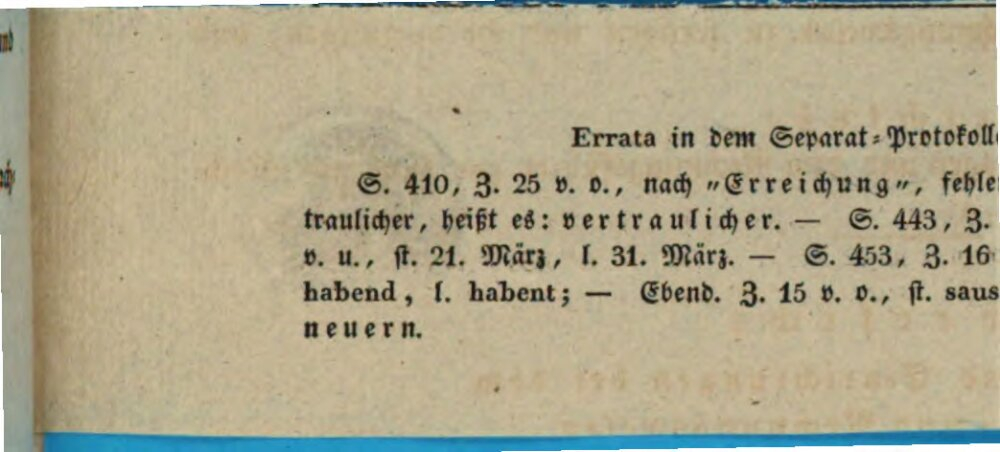 Errata in dem Separat-Protokolle
S. 410, Z. 25 v. o., nach "Erreichung", fehle
traulicher, heißt es: vertraulicher. — S. 443, Z.
v. u., st. 21. März, l. 31. März. — S. 453, Z. 16
habend, l. habent; — Ebend. Z. 15 v. o., st. saus
neuern.